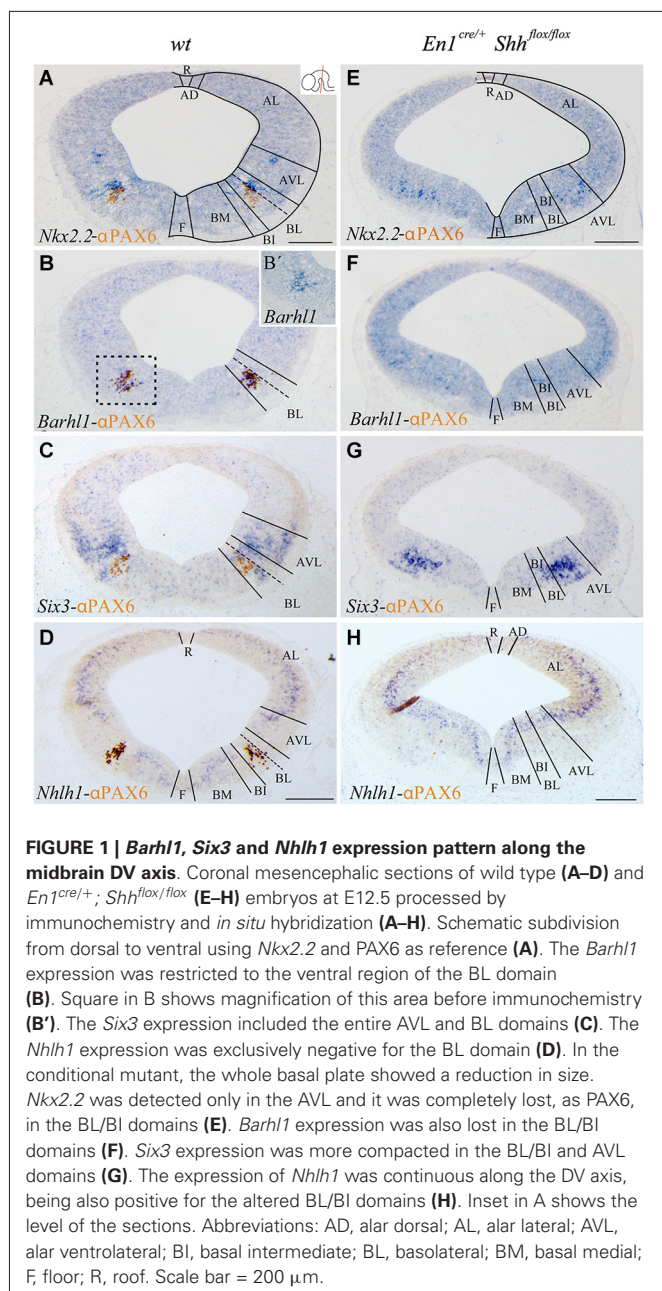 wt
En1cre/+ Shhflox/flox
A
R
AD
AL
AVL
BL
BI
BM
F
Nkx2.2-αPAX6
E
R AD
AL
AVL
BL
BI
BM
F
Nkx2.2-αPAX6
B
B´
Barhl1
BL
Barhl1-αPAX6
F
AVL
BI
BL
BM
F
Barhl1-αPAX6
C
AVL
BL
Six3-αPAX6
G
AVL
BI
BL
BM
F
Six3-αPAX6
D
R
AL
AVL
BL
BI
BM
F
Nhlh1-αPAX6
H
R
AD
AL
AVL
BL
BI
BM
F
Nhlh1-αPAX6
FIGURE 1 | Barhl1, Six3 and Nhlh1 expression pattern along the
midbrain DV axis. Coronal mesencephalic sections of wild type (A–D) and
En1cre/+; Shhflox/flox (E–H) embryos at E12.5 processed by
immunochemistry and in situ hybridization (A–H). Schematic subdivision
from dorsal to ventral using Nkx2.2 and PAX6 as reference (A). The Barhl1
expression was restricted to the ventral region of the BL domain
(B). Square in B shows magnification of this area before immunochemistry
(B’). The Six3 expression included the entire AVL and BL domains (C). The
Nhlh1 expression was exclusively negative for the BL domain (D). In the
conditional mutant, the whole basal plate showed a reduction in size.
Nkx2.2 was detected only in the AVL and it was completely lost, as PAX6,
in the BL/BI domains (E). Barhl1 expression was also lost in the BL/BI
domains (F). Six3 expression was more compacted in the BL/BI and AVL
domains (G). The expression of Nhlh1 was continuous along the DV axis,
being also positive for the altered BL/BI domains (H). Inset in A shows the
level of the sections. Abbreviations: AD, alar dorsal; AL, alar lateral; AVL,
alar ventrolateral; BI, basal intermediate; BL, basolateral; BM, basal medial;
F, floor; R, roof. Scale bar = 200 μm.